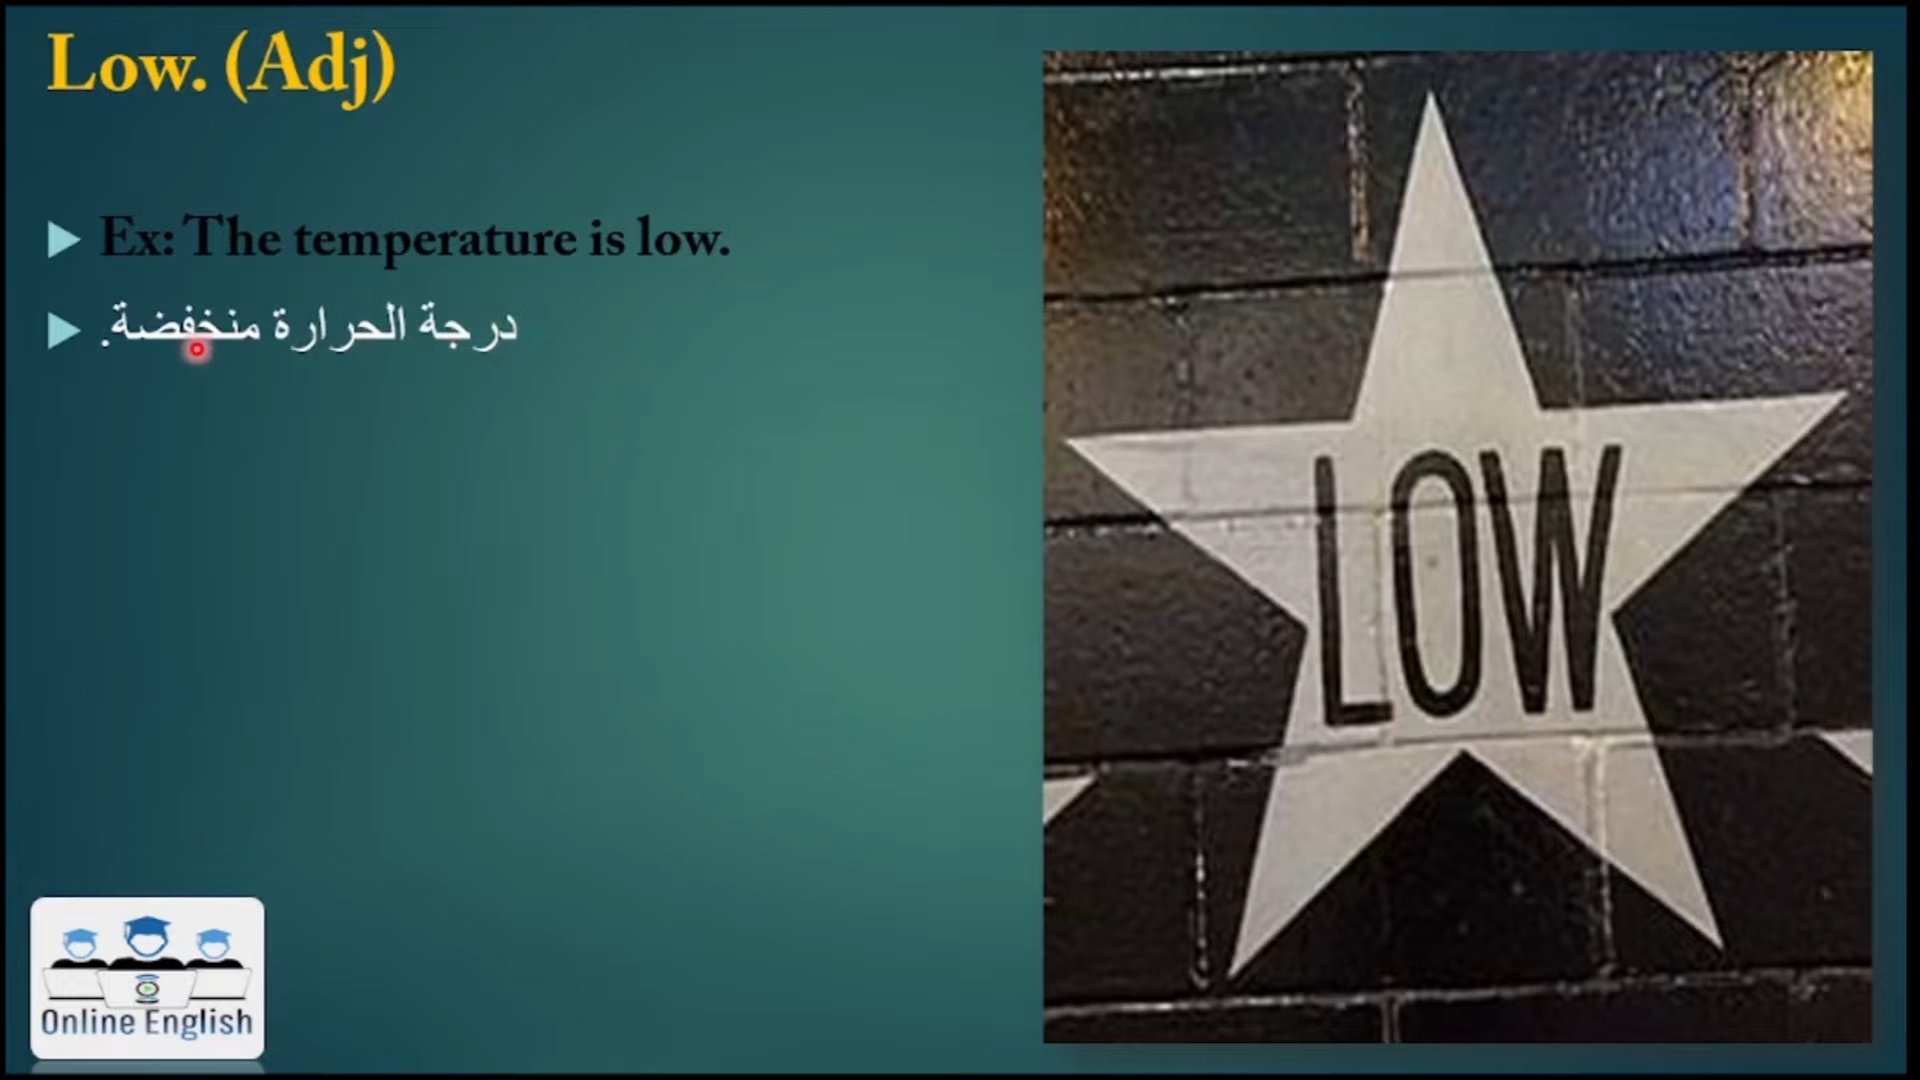 Low. (Adj)
Ex: The temperature is low.
درجة الحرارة منخفضة.
LOW
Online English